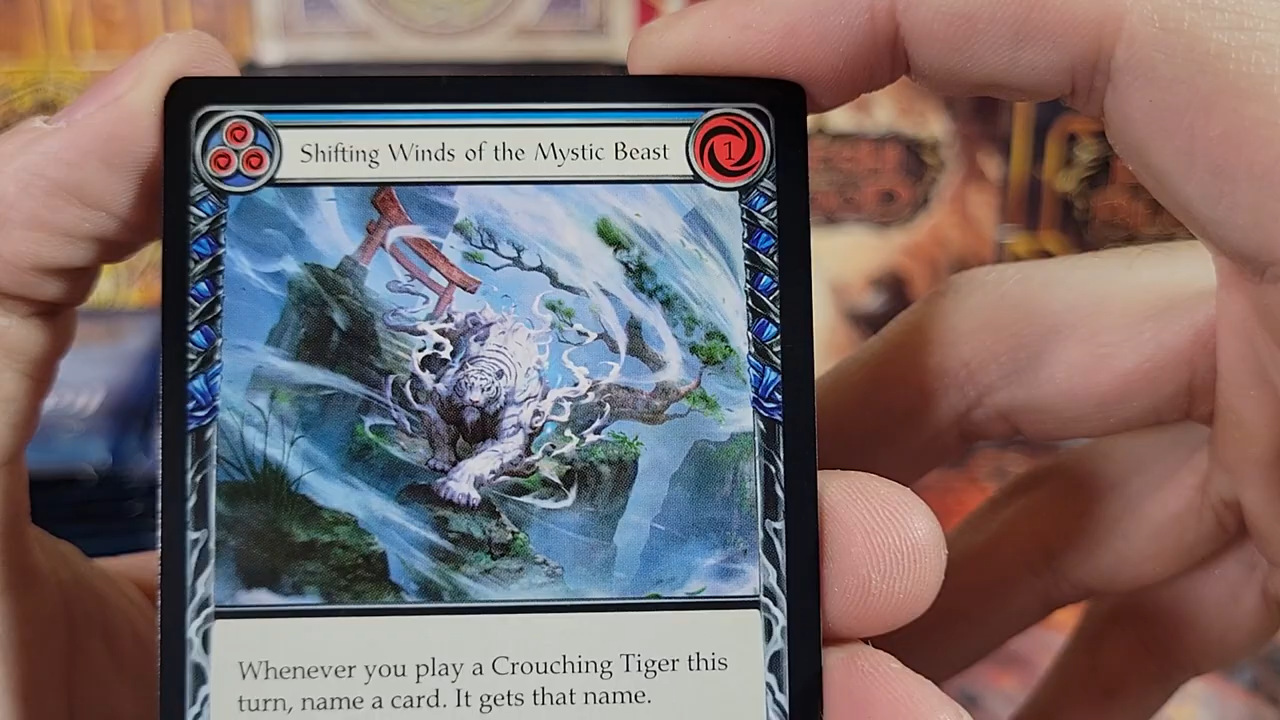 Shifting Winds of the Mystic Beast
1
Whenever you play a Crouching Tiger this
turn, name a card. It gets that name.